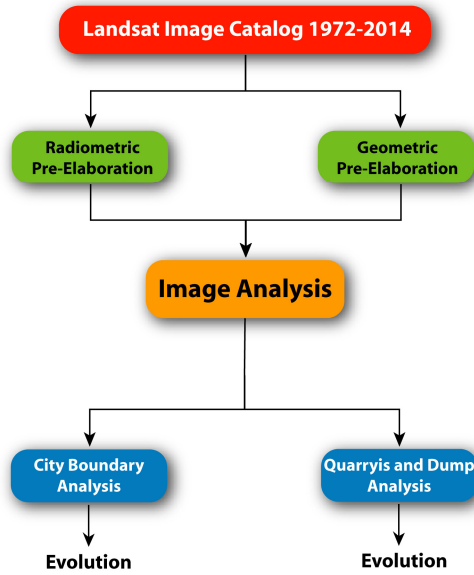 Landsat Image Catalog 1972-2014
Radiometric
Pre-Elaboration
Geometric
Pre-Elaboration
Image Analysis
City Boundary
Analysis
Quarryis and Dump
Analysis
Evolution
Evolution